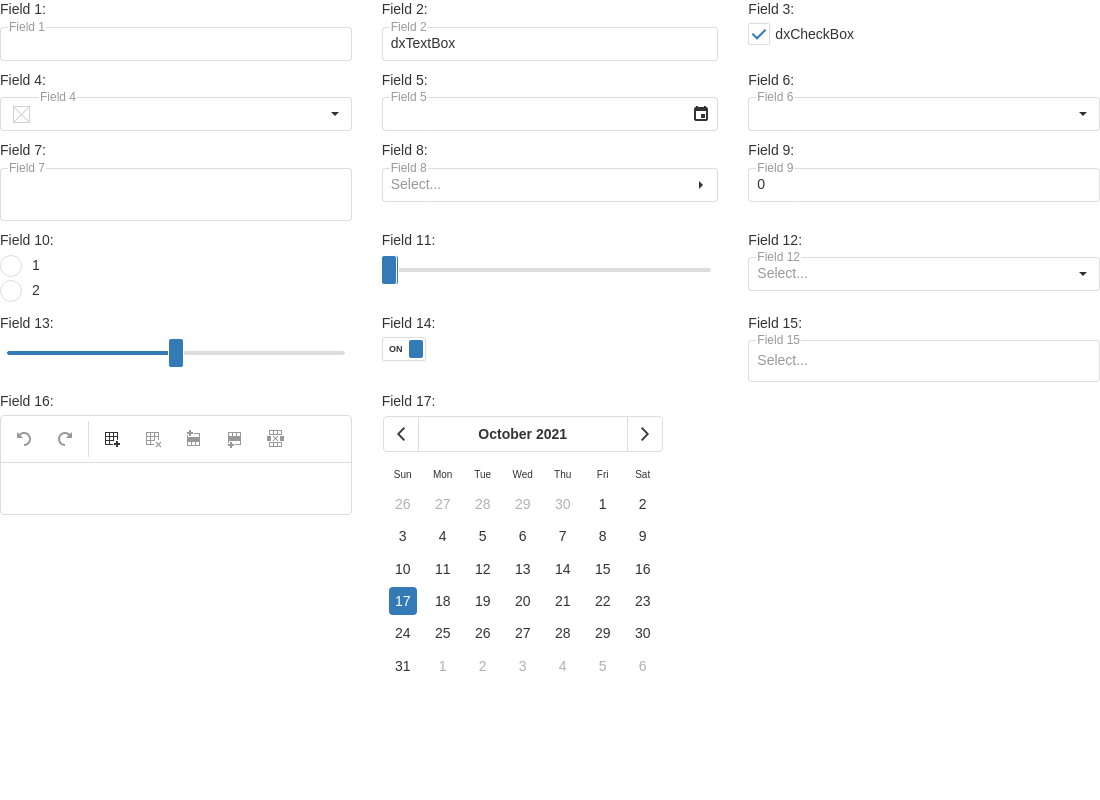 Field 1:
Field 1
Field 2:
Field 2
dxTextBox
Field 3:
dxCheckBox
Field 4:
Field 4
Field 5:
Field 5
Field 6:
Field 6
Field 7:
Field 7
Field 8:
Field 8
Select...
Field 9:
Field 9
0
Field 10:
1
2
Field 11:
Field 12:
Field 12
Select...
Field 13:
Field 14:
ON
Field 15:
Field 15
Select...
Field 16:
Field 17:
October 2021
Sun Mon Tue Wed Thu Fri Sat
26 27 28 29 30 1 2
3 4 5 6 7 8 9
10 11 12 13 14 15 16
17 18 19 20 21 22 23
24 25 26 27 28 29 30
31 1 2 3 4 5 6